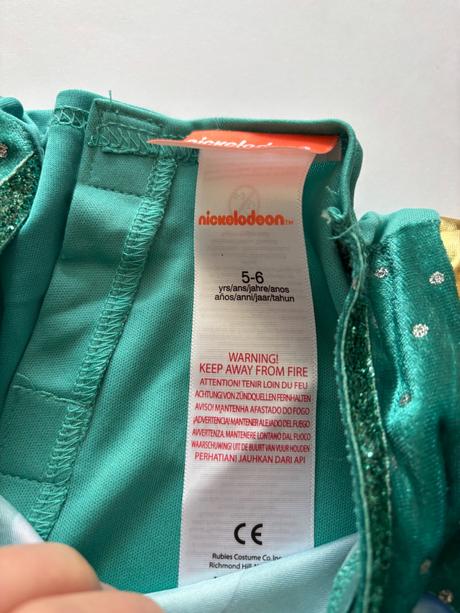 nickelodeon
nickelodeon™
5-6
yrs/ans/jahre/anos
años/anni/jaar/tahun
WARNING!
KEEP AWAY FROM FIRE
ATTENTION! TENIR LOIN DU FEU
ACHTUNG! VON ZÜNDQUELLEN FERNHALTEN
AVISO! MANTENHA AFASTADO DO FOGO
¡ADVERTENCIA! MANTENER ALEJADO DEL FUEGO
AVVERTENZA. MANTENERE LONTANO DAL FUOCO
WAARSCHUWING! UIT DE BUURT VAN VUUR HOUDEN
PERHATIAN! JAUHKAN DARI API
CE
Rubies Costume Co. Inc
Richmond Hill